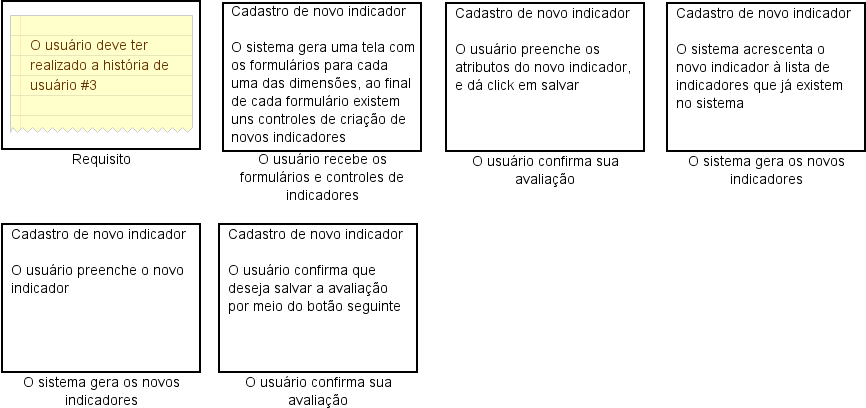 O usuário deve ter
realizado a história de
usuário #3
Requisito
Cadastro de novo indicador
O sistema gera uma tela com
os formulários para cada
uma das dimensões, ao final
de cada formulário existem
uns controles de criação de
novos indicadores
O usuário recebe os
formulários e controles de
indicadores
Cadastro de novo indicador
O usuário preenche os
atributos do novo indicador,
e dá click em salvar
O usuário confirma sua
avaliação
Cadastro de novo indicador
O sistema acrescenta o
novo indicador à lista de
indicadores que já existem
no sistema
O sistema gera os novos
indicadores
Cadastro de novo indicador
O usuário preenche o novo
indicador
O sistema gera os novos
indicadores
Cadastro de novo indicador
O usuário confirma que
deseja salvar a avaliação
por meio do botão seguinte
O usuário confirma sua
avaliação